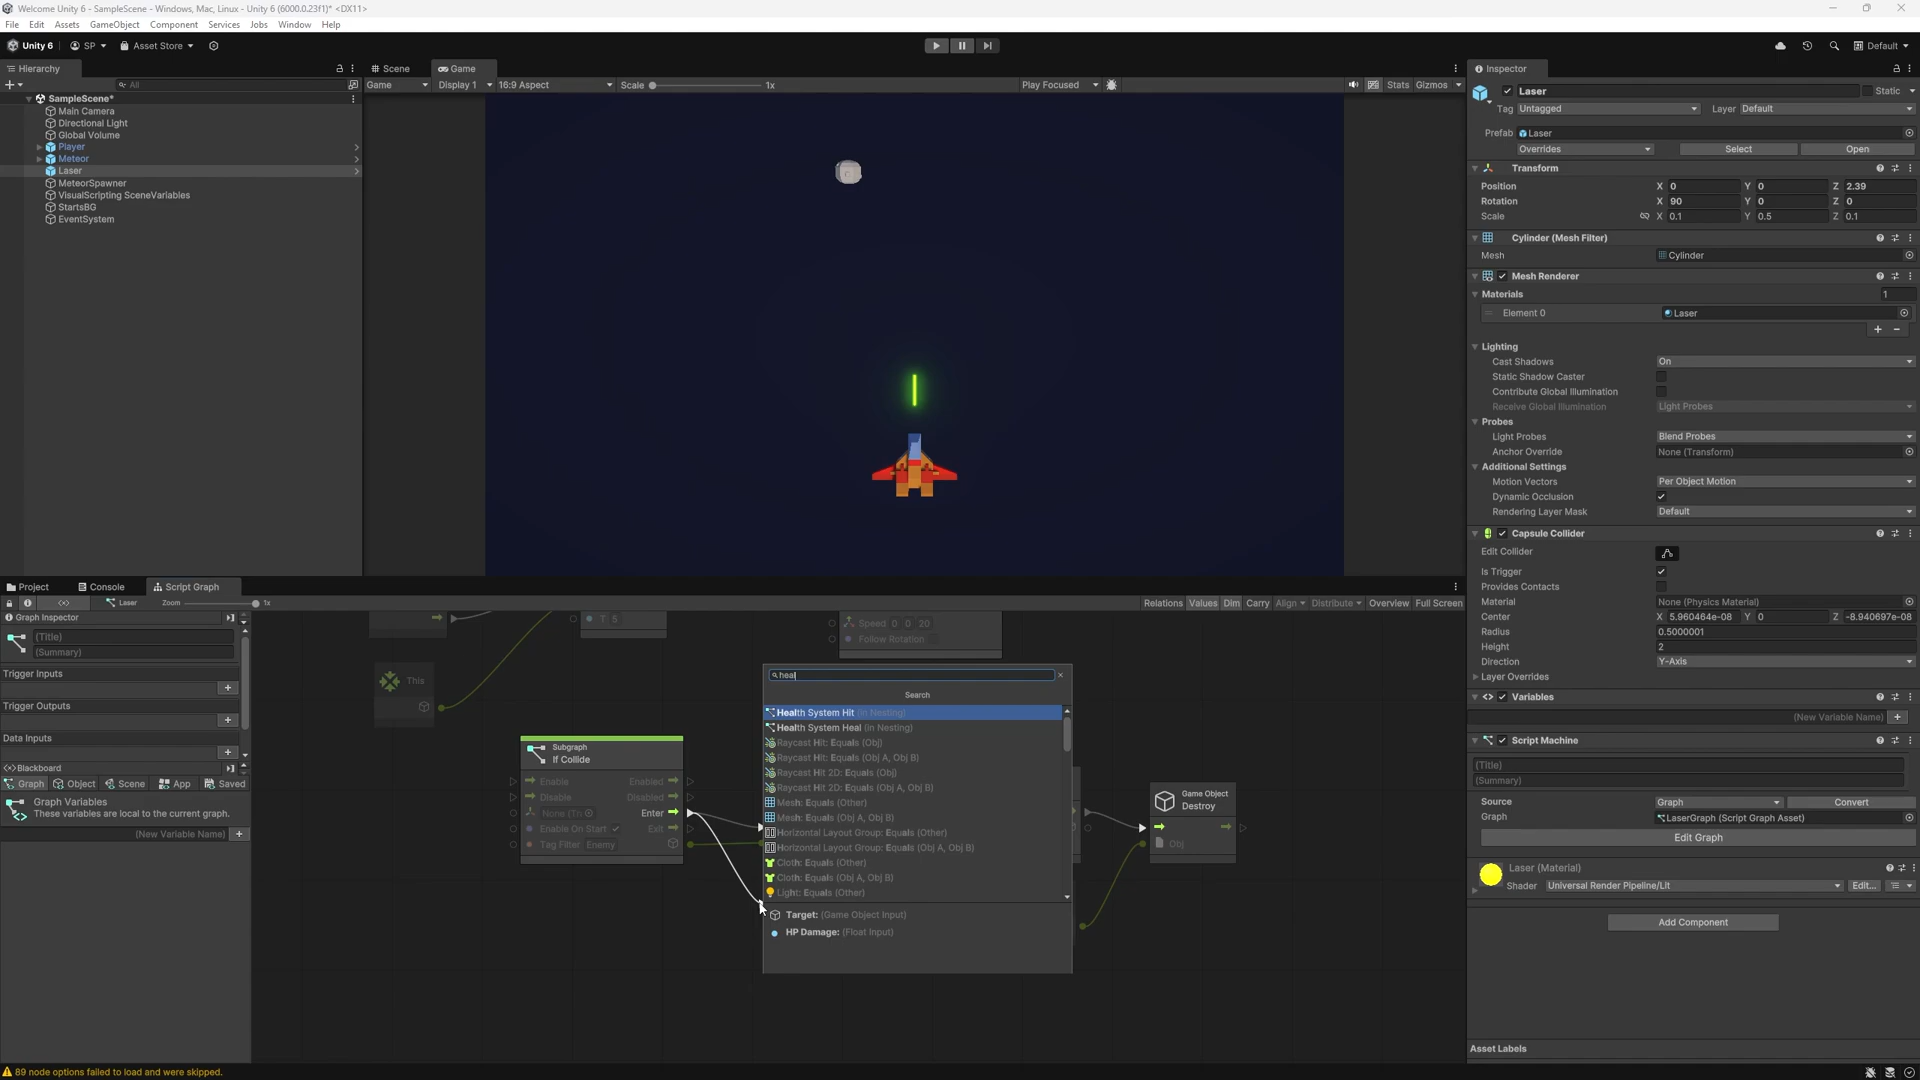 Welcome Unity 6 - SampleScene - Windows, Mac, Linux - Unity 6 (6000.0.23f1)* <DX11>
File Edit Assets GameObject Component Services Jobs Window Help
Unity 6 SP Asset Store Default
Hierarchy Scene Game Inspector
All Game Display 1 16:9 Aspect Scale 1x Play Focused Stats Gizmos
SampleScene*
Main Camera
Directional Light
Global Volume
Player
Meteor
Laser
MeteorSpawner
VisualScripting SceneVariables
StartsBG
EventSystem
Laser Static
Tag Untagged Layer Default
Prefab Laser
Overrides Select Open
Transform
Position X 0 Y 0 Z 2.39
Rotation X 90 Y 0 Z 0
Scale X 0.1 Y 0.5 Z 0.1
Cylinder (Mesh Filter)
Mesh Cylinder
Mesh Renderer
Materials 1
Element 0 Laser
Lighting
Cast Shadows On
Static Shadow Caster
Contribute Global Illumination
Receive Global Illumination Light Probes
Probes
Light Probes Blend Probes
Anchor Override None (Transform)
Additional Settings
Motion Vectors Per Object Motion
Dynamic Occlusion
Rendering Layer Mask Default
Capsule Collider
Edit Collider
Is Trigger
Provides Contacts
Material None (Physics Material)
Center X 5.960464e-08 Y 0 Z -8.940697e-08
Radius 0.5000001
Height 2
Direction Y-Axis
Layer Overrides
Variables
(New Variable Name)
Script Machine
(Title)
(Summary)
Source Graph Convert
Graph LaserGraph (Script Graph Asset)
Edit Graph
Laser (Material)
Shader Universal Render Pipeline/Lit Edit...
Add Component
Asset Labels
Project Console Script Graph
Laser Zoom 1x Relations Values Dim Carry Align Distribute Overview Full Screen
Graph Inspector
(Title)
(Summary)
Trigger Inputs
Trigger Outputs
Data Inputs
Blackboard
Graph Object Scene App Saved
Graph Variables
These variables are local to the current graph.
(New Variable Name)
T 5
Speed 0 0 20
Follow Rotation
This
Subgraph
If Collide
Enable Enabled
Disable Disabled
None (Tr Enter
Enable On Start Exit
Tag Filter Enemy
heal
Search
Health System Hit (in Nesting)
Health System Heal (in Nesting)
Raycast Hit: Equals (Obj)
Raycast Hit: Equals (Obj A, Obj B)
Raycast Hit 2D: Equals (Obj)
Raycast Hit 2D: Equals (Obj A, Obj B)
Mesh: Equals (Other)
Mesh: Equals (Obj A, Obj B)
Horizontal Layout Group: Equals (Other)
Horizontal Layout Group: Equals (Obj A, Obj B)
Cloth: Equals (Other)
Cloth: Equals (Obj A, Obj B)
Light: Equals (Other)
Target: (Game Object Input)
HP Damage: (Float Input)
Game Object
Destroy
Obj
89 node options failed to load and were skipped.